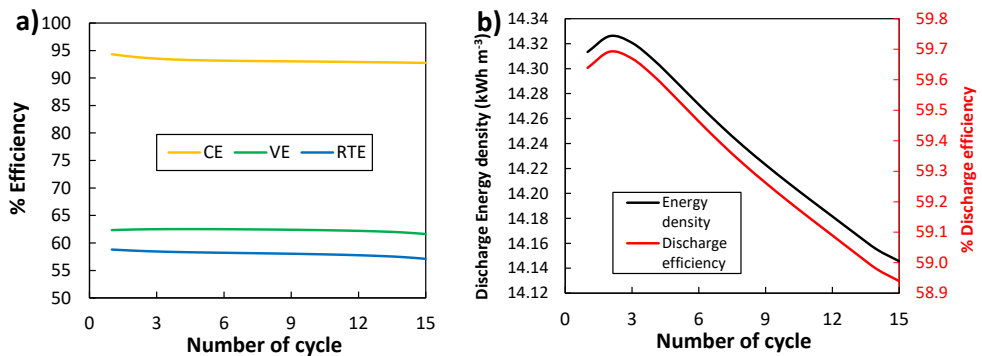 a)
% Efficiency
100
95
90
85
80
75
70
65
60
55
50
CE VE RTE
0 3 6 9 12 15
Number of cycle
b)
Discharge Energy density (kWh m⁻³)
14.34
14.32
14.30
14.28
14.26
14.24
14.22
14.20
14.18
14.16
14.14
14.12
Energy
density
Discharge
efficiency
0 3 6 9 12 15
Number of cycle
59.8
59.7
59.6
59.5
59.4
59.3
59.2
59.1
59.0
58.9
% Discharge efficiency